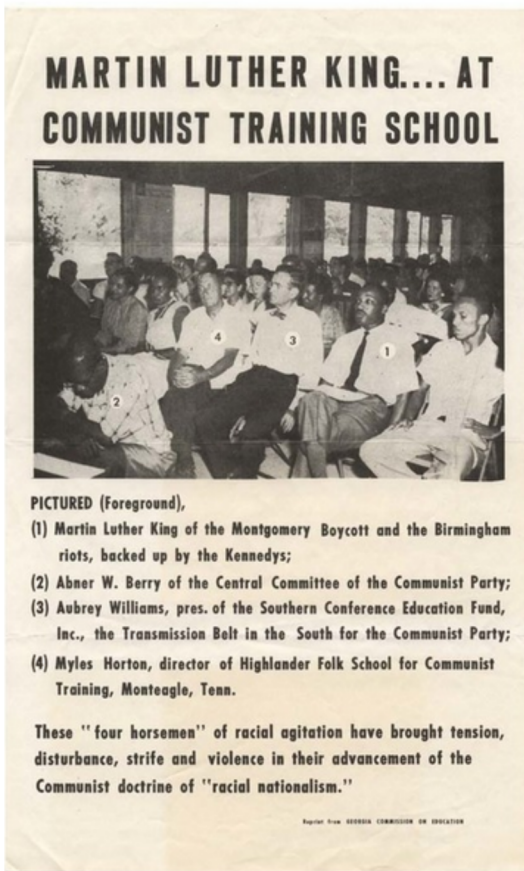 MARTIN LUTHER KING.... AT
COMMUNIST TRAINING SCHOOL
4
3
1
2
PICTURED (Foreground),
(1) Martin Luther King of the Montgomery Boycott and the Birmingham
riots, backed up by the Kennedys;
(2) Abner W. Berry of the Central Committee of the Communist Party;
(3) Aubrey Williams, pres. of the Southern Conference Education Fund,
Inc., the Transmission Belt in the South for the Communist Party;
(4) Myles Horton, director of Highlander Folk School for Communist
Training, Monteagle, Tenn.
These "four horsemen" of racial agitation have brought tension,
disturbance, strife and violence in their advancement of the
Communist doctrine of "racial nationalism."
Reprint from GEORGIA COMMISSION ON EDUCATION